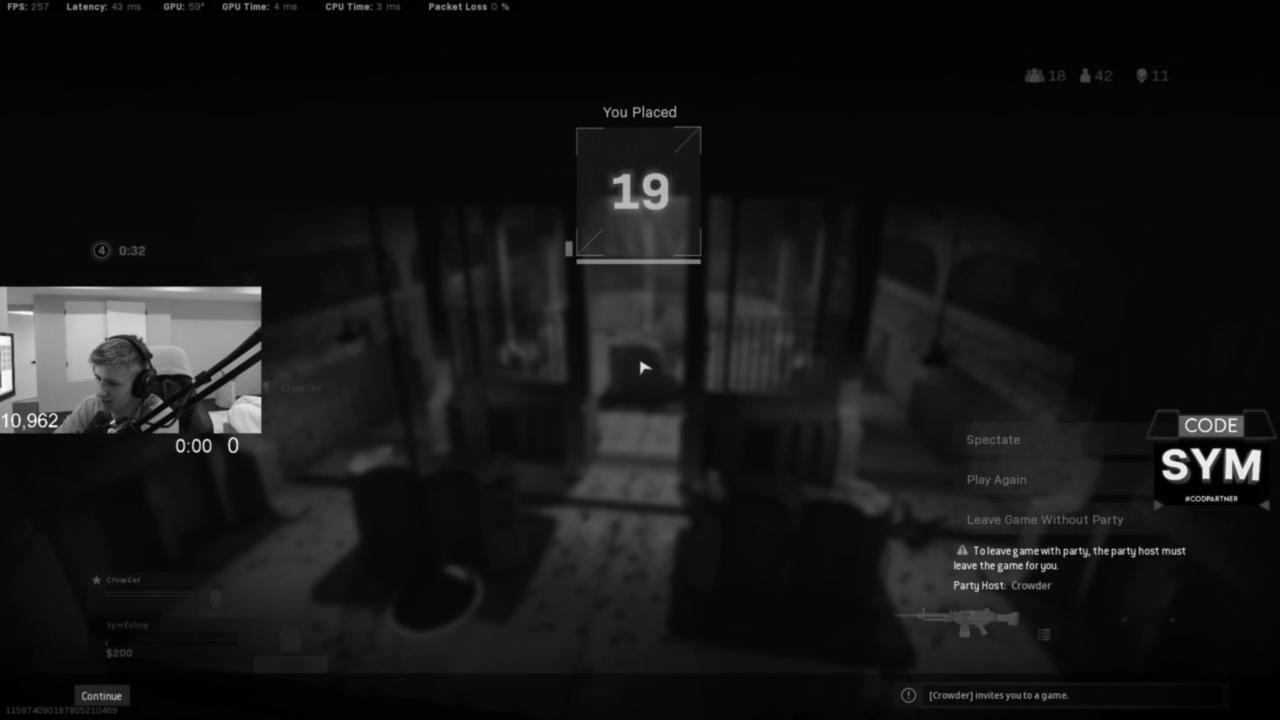 FPS: 257 Latency: 43 ms GPU: 59° GPU Time: 4 ms CPU Time: 3 ms Packet Loss 0 %
18 42 11
You Placed
19
4 0:32
Crowder
10,962
0:00 0
CODE
SYM
#CODPARTNER
Spectate
Play Again
Leave Game Without Party
To leave game with party, the party host must
leave the game for you.
Party Host: Crowder
Crowder
Symfuhny
$200
Continue
[Crowder] invites you to a game.
115974090187805210469